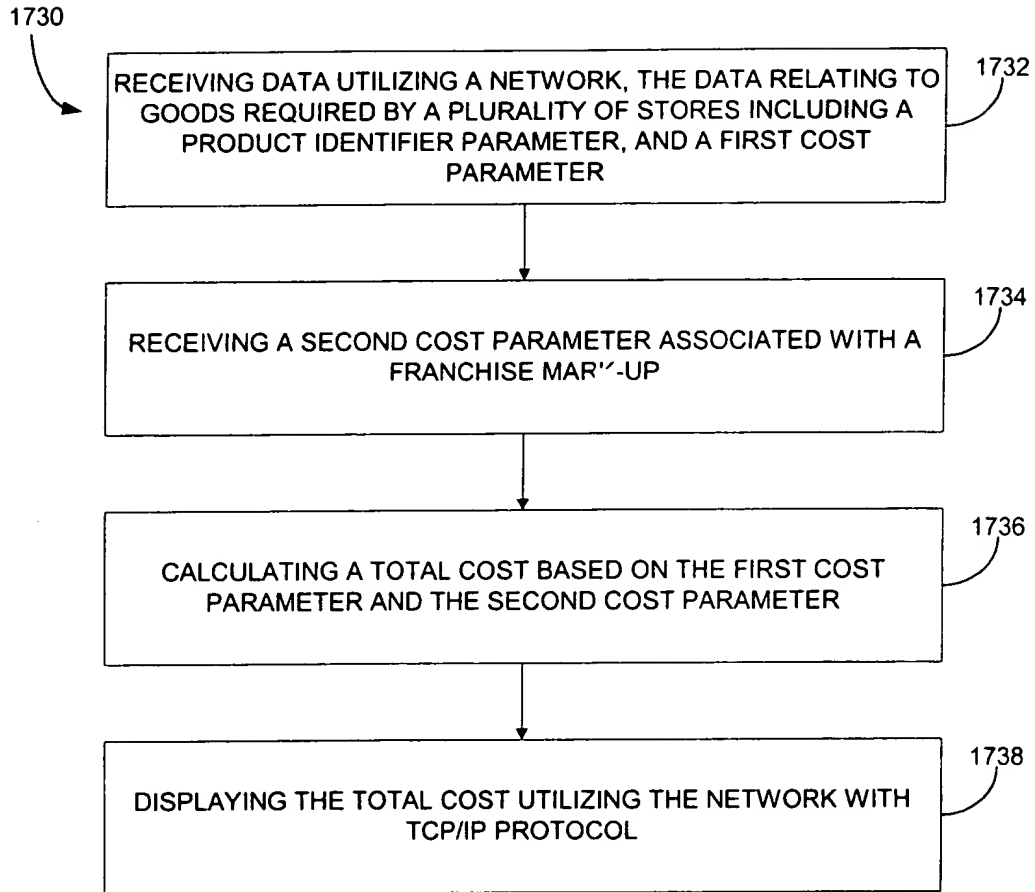 1730
RECEIVING DATA UTILIZING A NETWORK, THE DATA RELATING TO
GOODS REQUIRED BY A PLURALITY OF STORES INCLUDING A
PRODUCT IDENTIFIER PARAMETER, AND A FIRST COST
PARAMETER
1732
RECEIVING A SECOND COST PARAMETER ASSOCIATED WITH A
FRANCHISE MARK-UP
1734
CALCULATING A TOTAL COST BASED ON THE FIRST COST
PARAMETER AND THE SECOND COST PARAMETER
1736
DISPLAYING THE TOTAL COST UTILIZING THE NETWORK WITH
TCP/IP PROTOCOL
1738